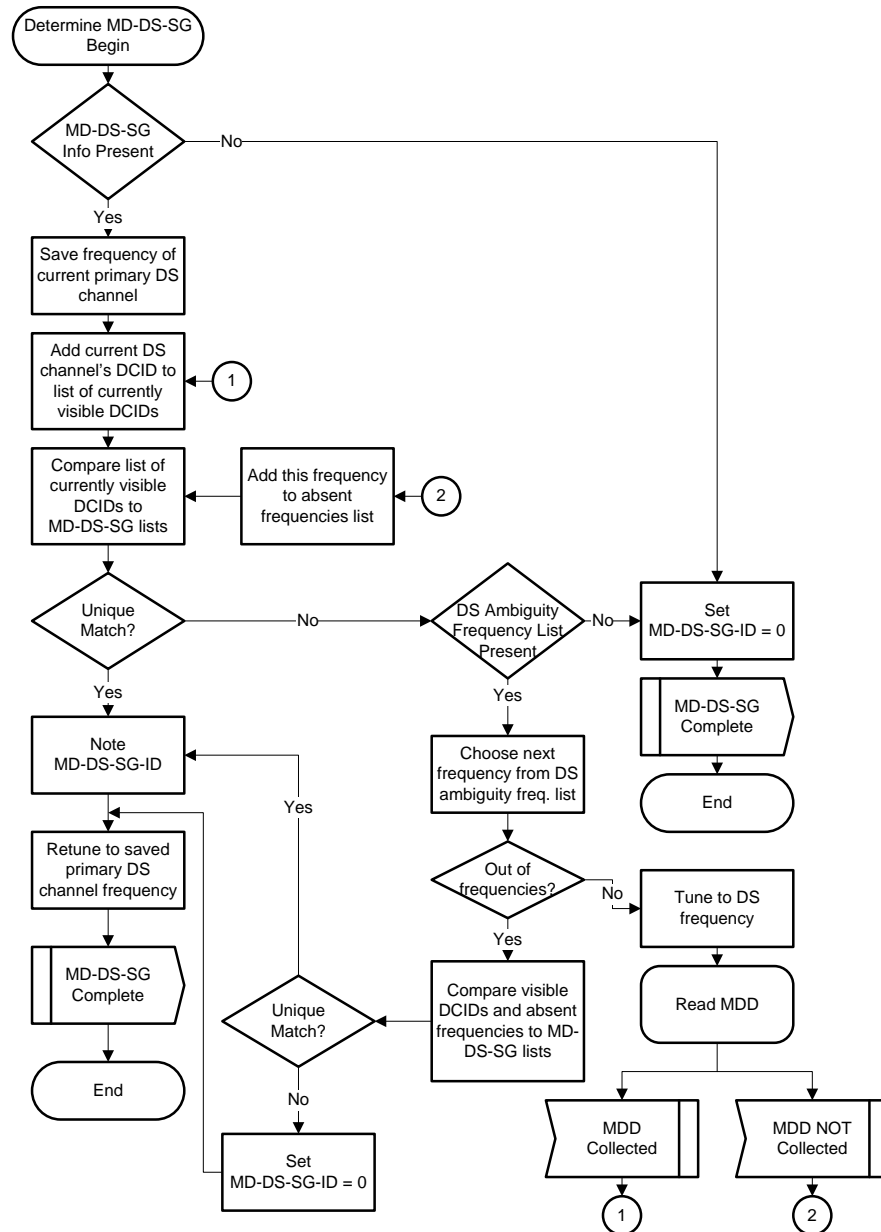 Determine MD-DS-SG
Begin
MD-DS-SG
Info Present
No
Yes
Save frequency of
current primary DS
channel
Add current DS
channel's DCID to
list of currently
visible DCIDs
1
Compare list of
currently visible
DCIDs to
MD-DS-SG lists
Add this frequency
to absent
frequencies list
2
Unique
Match?
No
DS Ambiguity
Frequency List
Present
No
Set
MD-DS-SG-ID = 0
Yes
Yes
MD-DS-SG
Complete
Note
MD-DS-SG-ID
Choose next
frequency from DS
ambiguity freq. list
End
Yes
Retune to saved
primary DS
channel frequency
Out of
frequencies?
No
Tune to DS
frequency
Yes
MD-DS-SG
Complete
Unique
Match?
Compare visible
DCIDs and absent
frequencies to MD-
DS-SG lists
Read MDD
End
No
Set
MD-DS-SG-ID = 0
MDD
Collected
MDD NOT
Collected
1
2